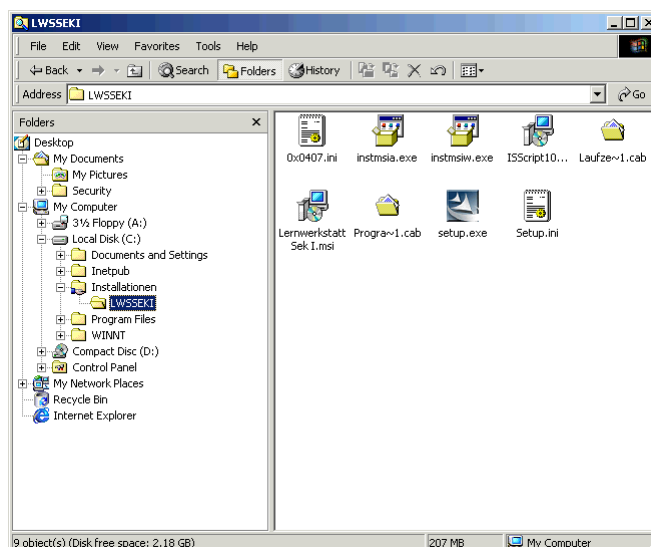 LWSSEKI
File Edit View Favorites Tools Help
Back Search Folders History
Address LWSSEKI Go
Folders
Desktop
My Documents
My Pictures
Security
My Computer
3½ Floppy (A:)
Local Disk (C:)
Documents and Settings
Inetpub
Installationen
LWSSEKI
Program Files
WINNT
Compact Disc (D:)
Control Panel
My Network Places
Recycle Bin
Internet Explorer
0x0407.ini instmsia.exe instmsiw.exe ISScript10... Laufze~1.cab
Lernwerkstatt Sek I.msi Progra~1.cab setup.exe Setup.ini
9 object(s) (Disk free space: 2.18 GB) 207 MB My Computer